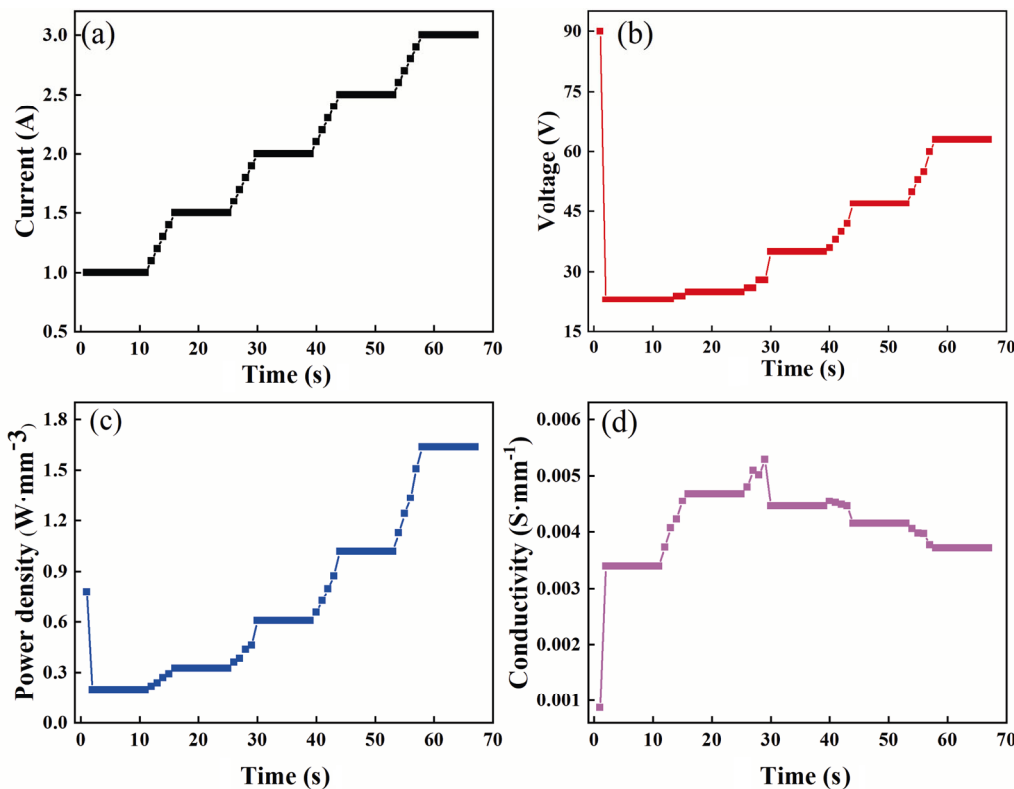 (a)
3.0
2.5
2.0
1.5
1.0
0.5
Current (A)
0 10 20 30 40 50 60 70
Time (s)
(b)
90
75
60
45
30
15
Voltage (V)
0 10 20 30 40 50 60 70
Time (s)
(c)
1.8
1.5
1.2
0.9
0.6
0.3
0.0
Power density (W·mm⁻³)
0 10 20 30 40 50 60 70
Time (s)
(d)
0.006
0.005
0.004
0.003
0.002
0.001
Conductivity (S·mm⁻¹)
0 10 20 30 40 50 60 70
Time (s)